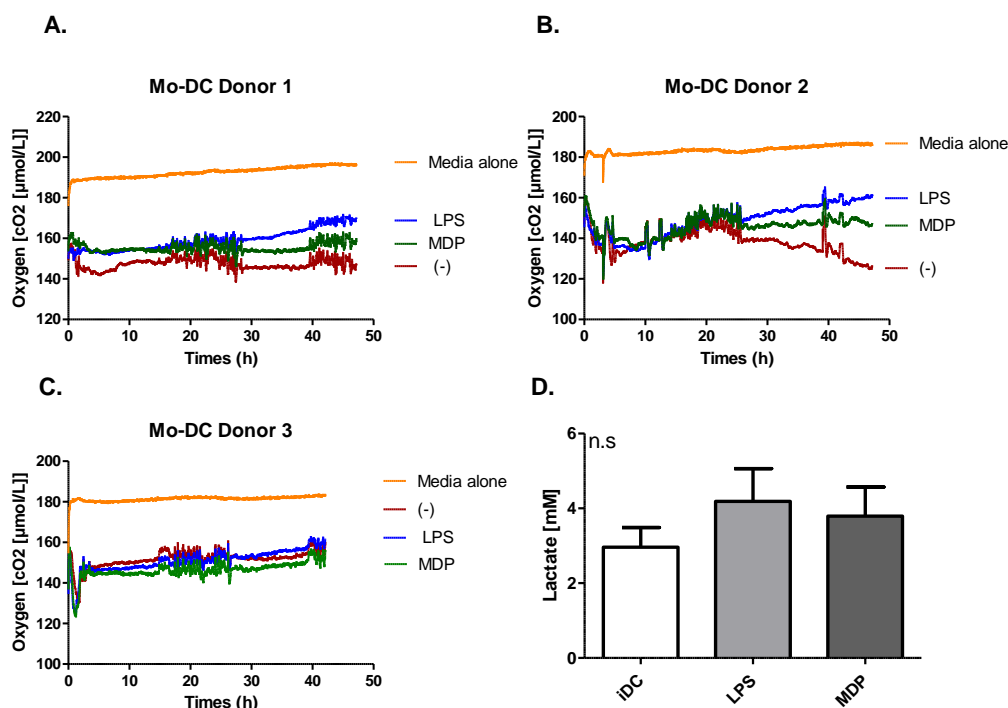 A.
Mo-DC Donor 1
Oxygen [cO2 [µmol/L]]
220
200
180
160
140
120
0 10 20 30 40 50
Times (h)
Media alone
LPS
MDP
(-)
B.
Mo-DC Donor 2
Oxygen [cO2 [µmol/L]]
200
180
160
140
120
100
0 10 20 30 40 50
Times (h)
Media alone
LPS
MDP
(-)
C.
Mo-DC Donor 3
Oxygen [cO2 [µmol/L]]
200
180
160
140
120
100
0 10 20 30 40 50
Times (h)
Media alone
(-)
LPS
MDP
D.
n.s
Lactate [mM]
6
4
2
0
iDC LPS MDP